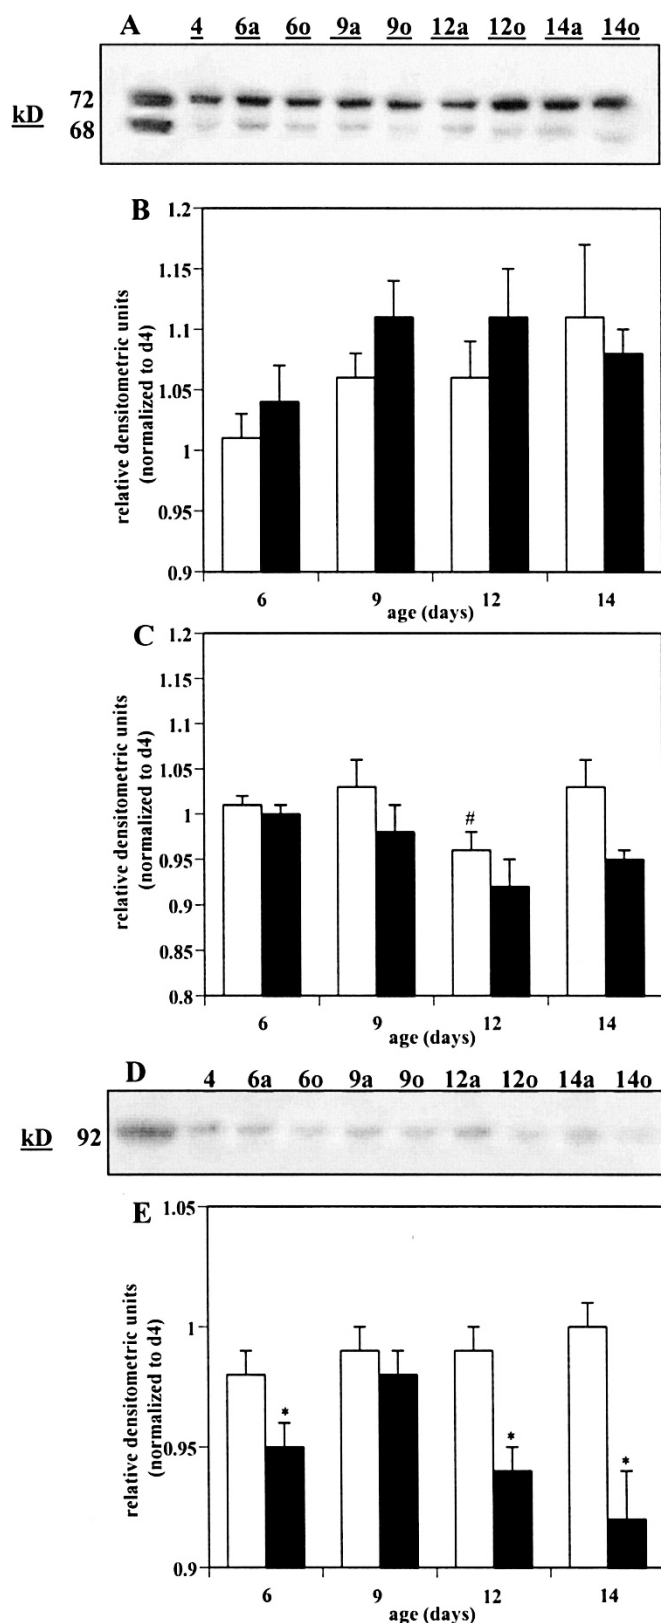 A 4 6a 6o 9a 9o 12a 12o 14a 14o
kD 72
68
B
relative densitometric units
(normalized to d4)
1.2
1.15
1.1
1.05
1
0.95
0.9
6 9 12 14
age (days)
C
relative densitometric units
(normalized to d4)
1.2
1.15
1.1
1.05
1
0.95
0.9
0.85
0.8
#
6 9 12 14
age (days)
D 4 6a 6o 9a 9o 12a 12o 14a 14o
kD 92
E
relative densitometric units
(normalized to d4)
1.05
1
0.95
0.9
* * *
6 9 12 14
age (days)